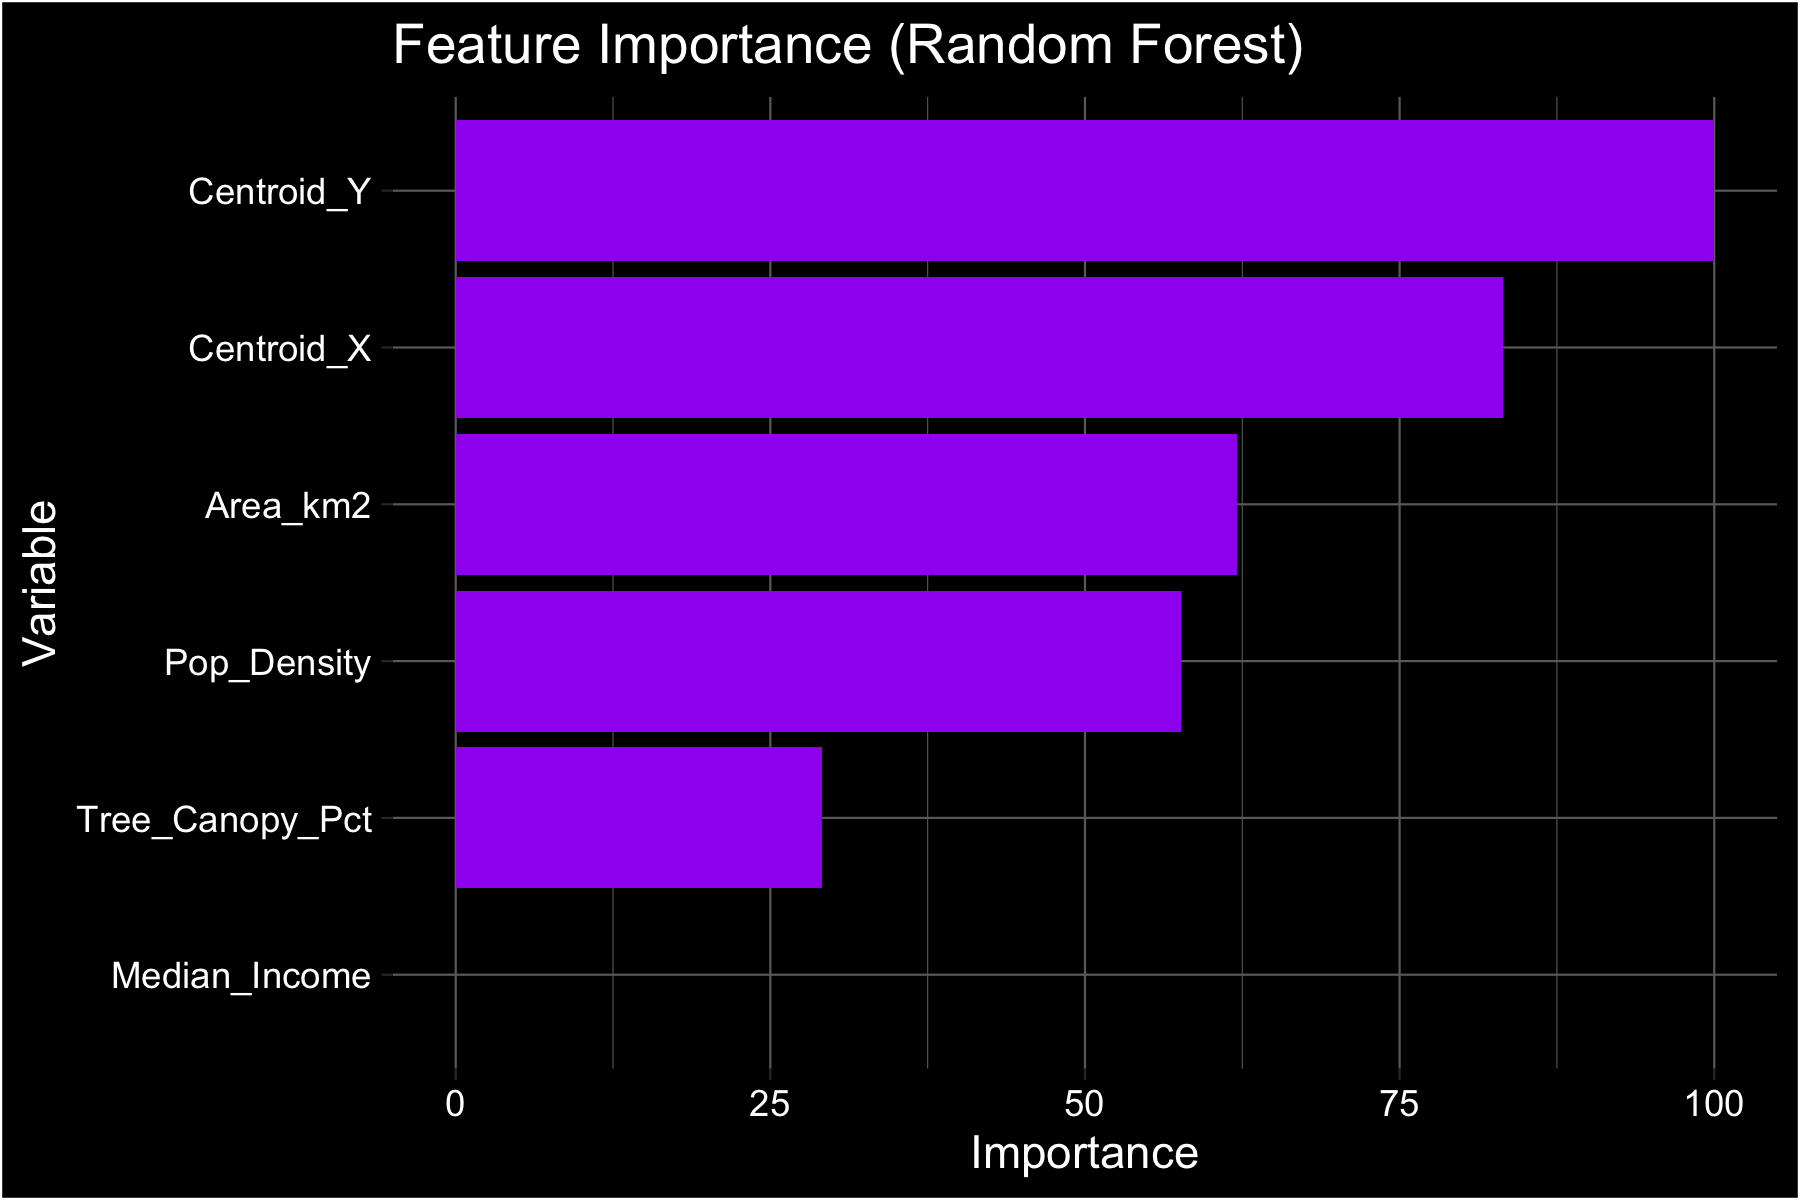 Feature Importance (Random Forest)
Variable
Centroid_Y
Centroid_X
Area_km2
Pop_Density
Tree_Canopy_Pct
Median_Income
0 25 50 75 100
Importance